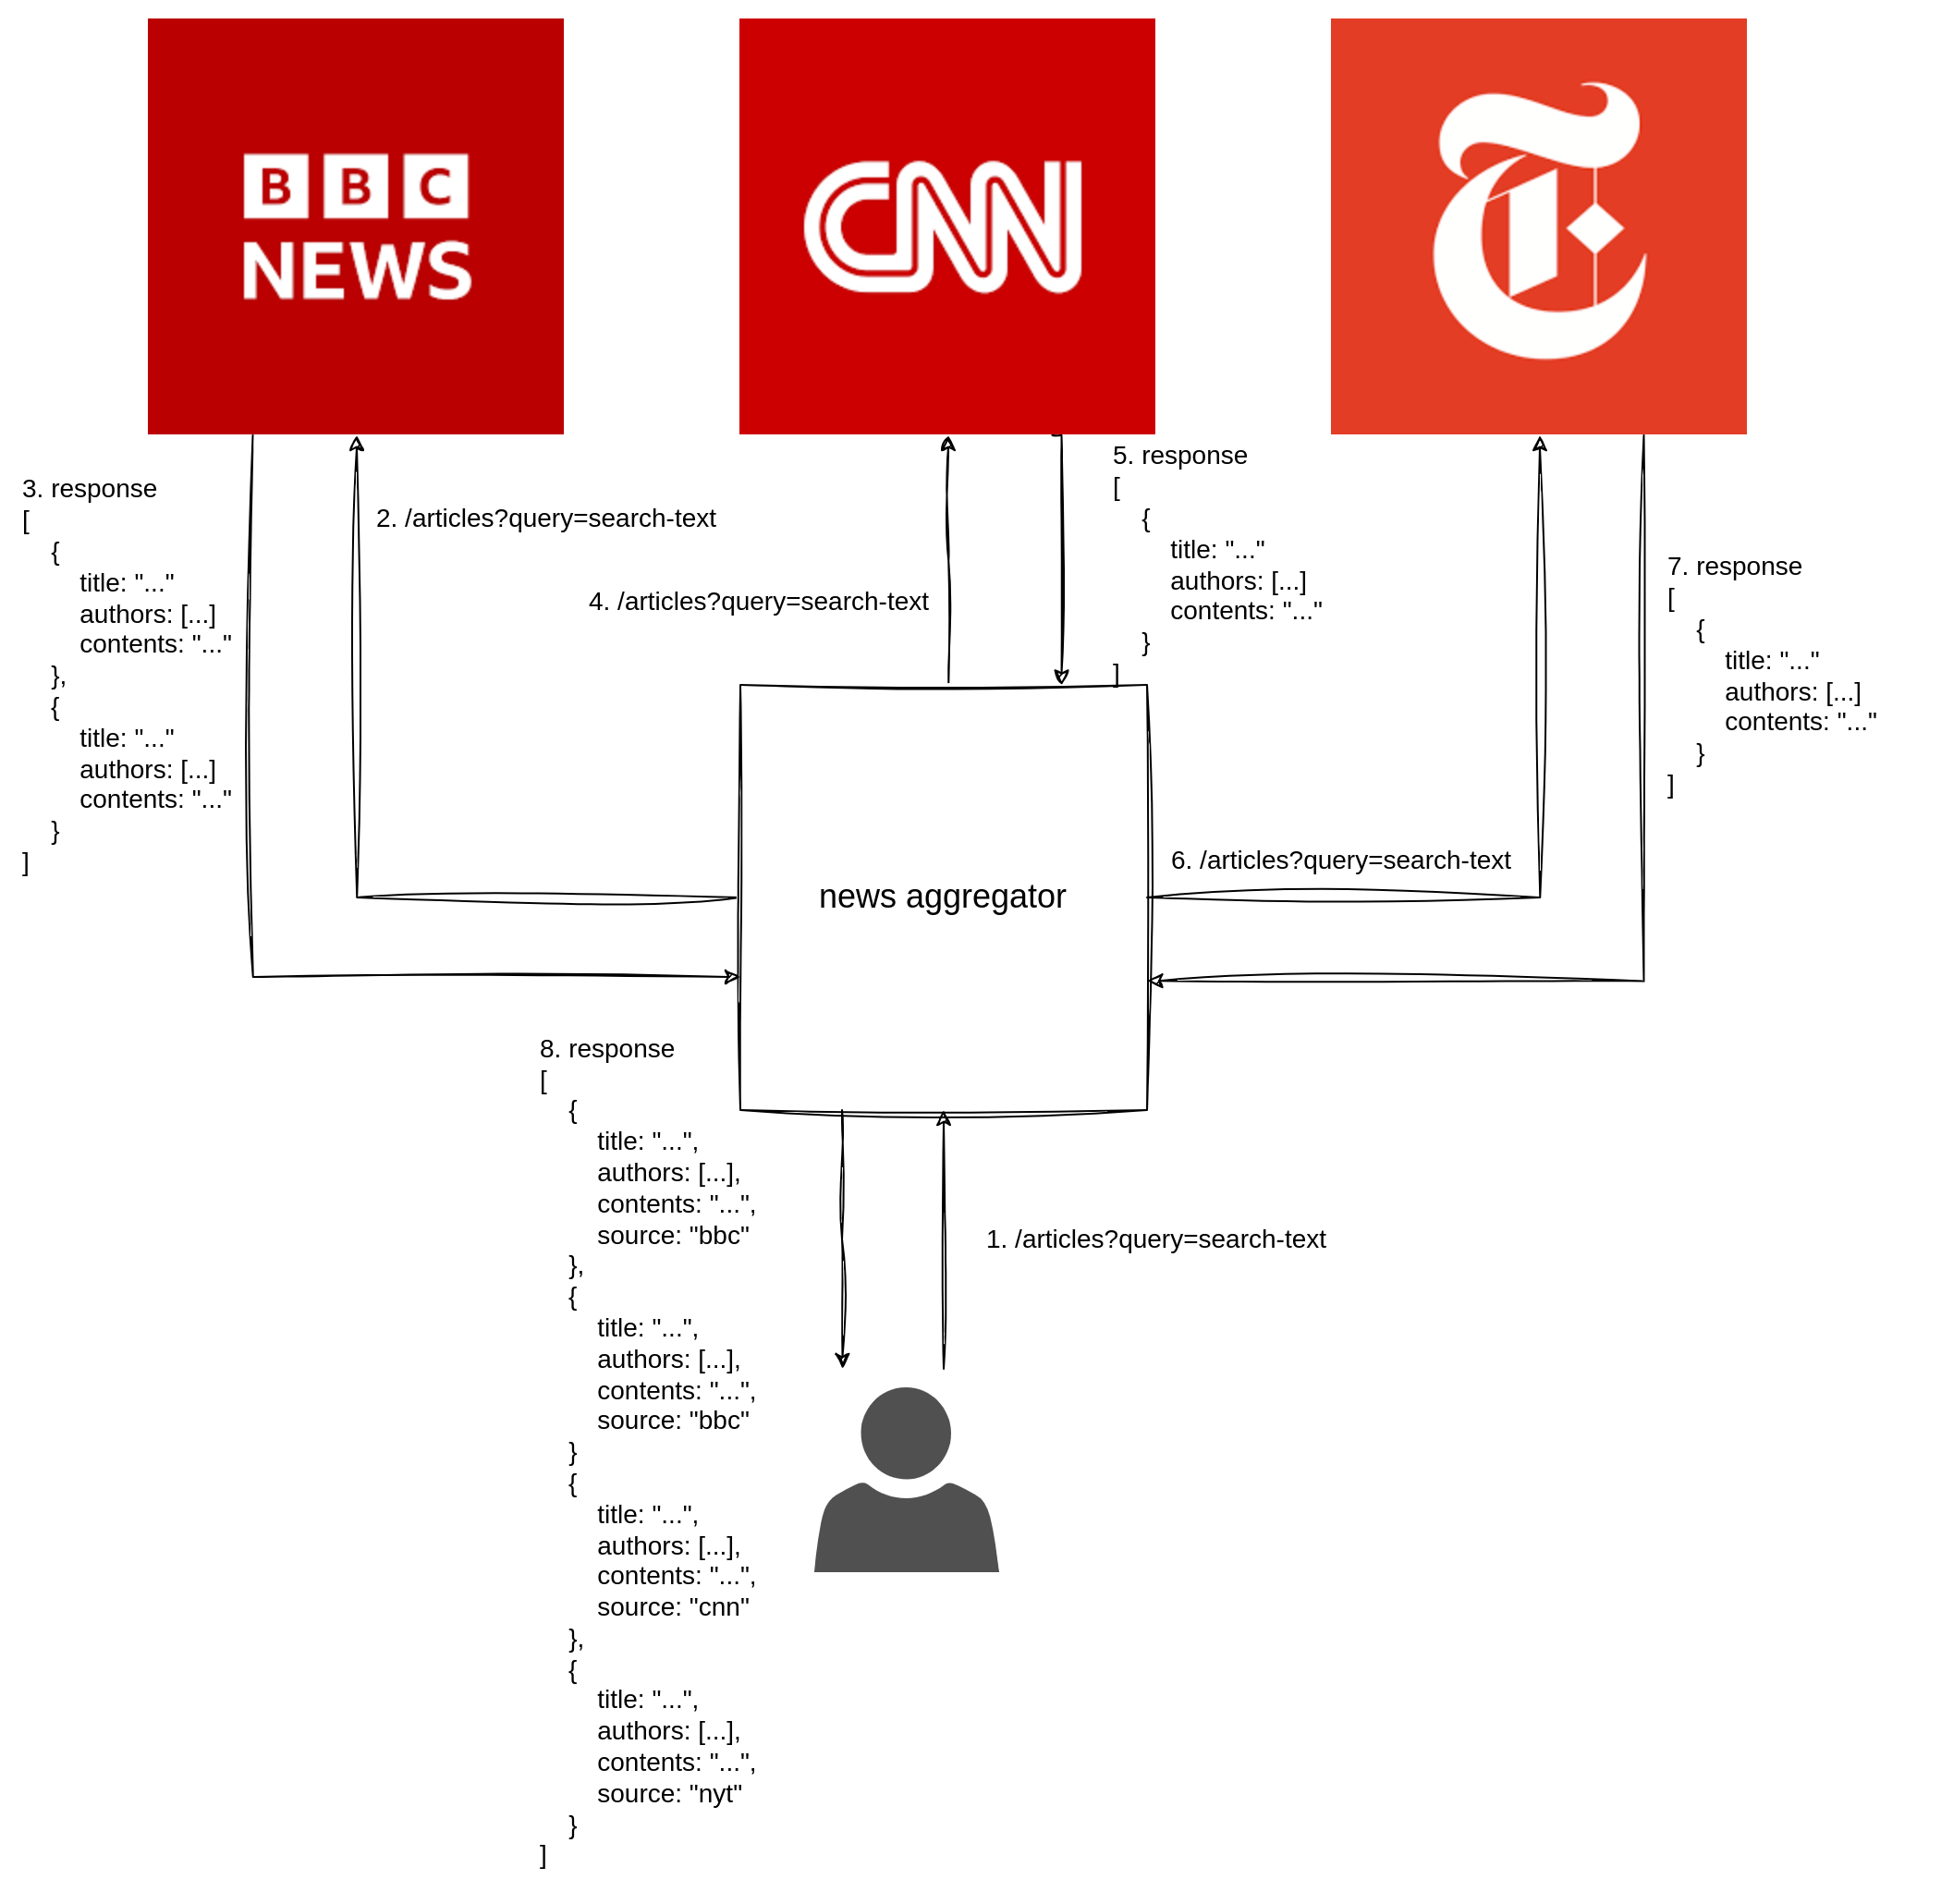 BBC
NEWS
CNN
T
3. response
[
{
title: "..."
authors: [...]
contents: "..."
},
{
title: "..."
authors: [...]
contents: "..."
}
]
2. /articles?query=search-text
4. /articles?query=search-text
5. response
[
{
title: "..."
authors: [...]
contents: "..."
}
]
7. response
[
{
title: "..."
authors: [...]
contents: "..."
}
]
6. /articles?query=search-text
news aggregator
8. response
[
{
title: "...",
authors: [...],
contents: "...",
source: "bbc"
},
{
title: "...",
authors: [...],
contents: "...",
source: "bbc"
}
{
title: "...",
authors: [...],
contents: "...",
source: "cnn"
},
{
title: "...",
authors: [...],
contents: "...",
source: "nyt"
}
]
1. /articles?query=search-text